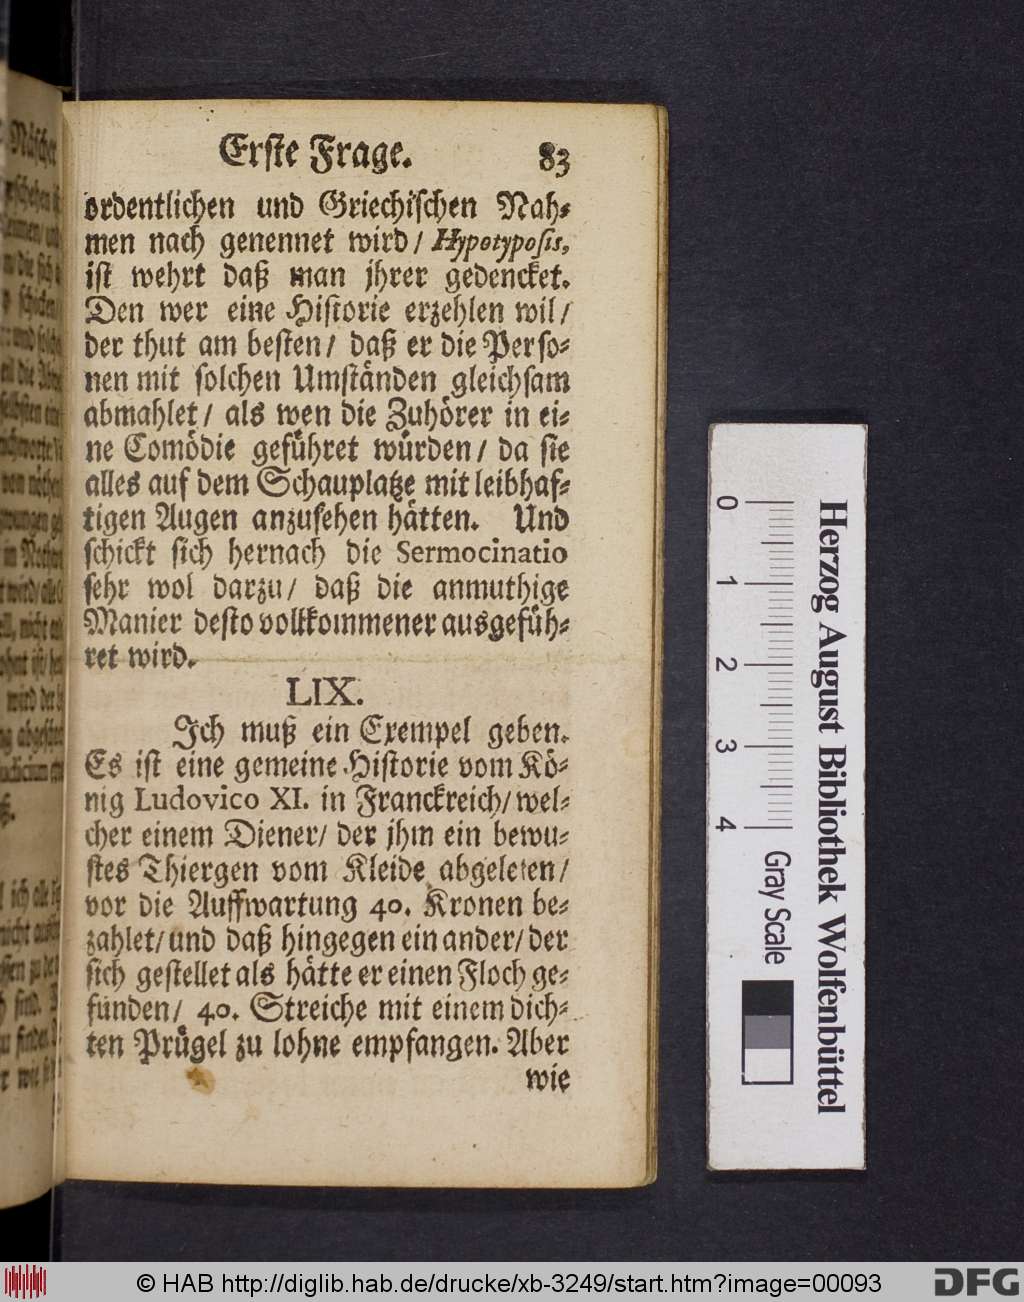 Erste Frage. 83
ordentlichen und Griechischen Nah⸗
men nach genennet wird / Hypotyposis,
ist wehrt daß man jhrer gedencket.
Den wer eine Historie erzehlen wil /
der thut am besten / daß er die Perso⸗
nen mit solchen Umständen gleichsam
abmahlet / als wen die Zuhörer in ei⸗
ne Comödie geführet würden / da sie
alles auf dem Schauplatze mit leibhaf⸗
tigen Augen anzusehen hätten. Und
schickt sich hernach die Sermocinatio
sehr wol darzu / daß die anmuthige
Manier desto vollkommener ausgefüh⸗
ret wird.
LIX.
Ich muß ein Exempel geben.
Es ist eine gemeine Historie vom Kö⸗
nig Ludovico XI. in Franckreich / wel⸗
cher einem Diener / der jhm ein bewu⸗
stes Thiergen vom Kleide abgelesen /
vor die Auffwartung 40. Kronen be⸗
zahlet / und daß hingegen ein ander / der
sich gestellet als hätte er einen Floch ge⸗
funden / 40. Streiche mit einem dich⸗
ten Prügel zu lohne empfangen. Aber
wie
0 1 2 3 4
Gray Scale
Herzog August Bibliothek Wolfenbüttel
© HAB http://diglib.hab.de/drucke/xb-3249/start.htm?image=00093
DFG